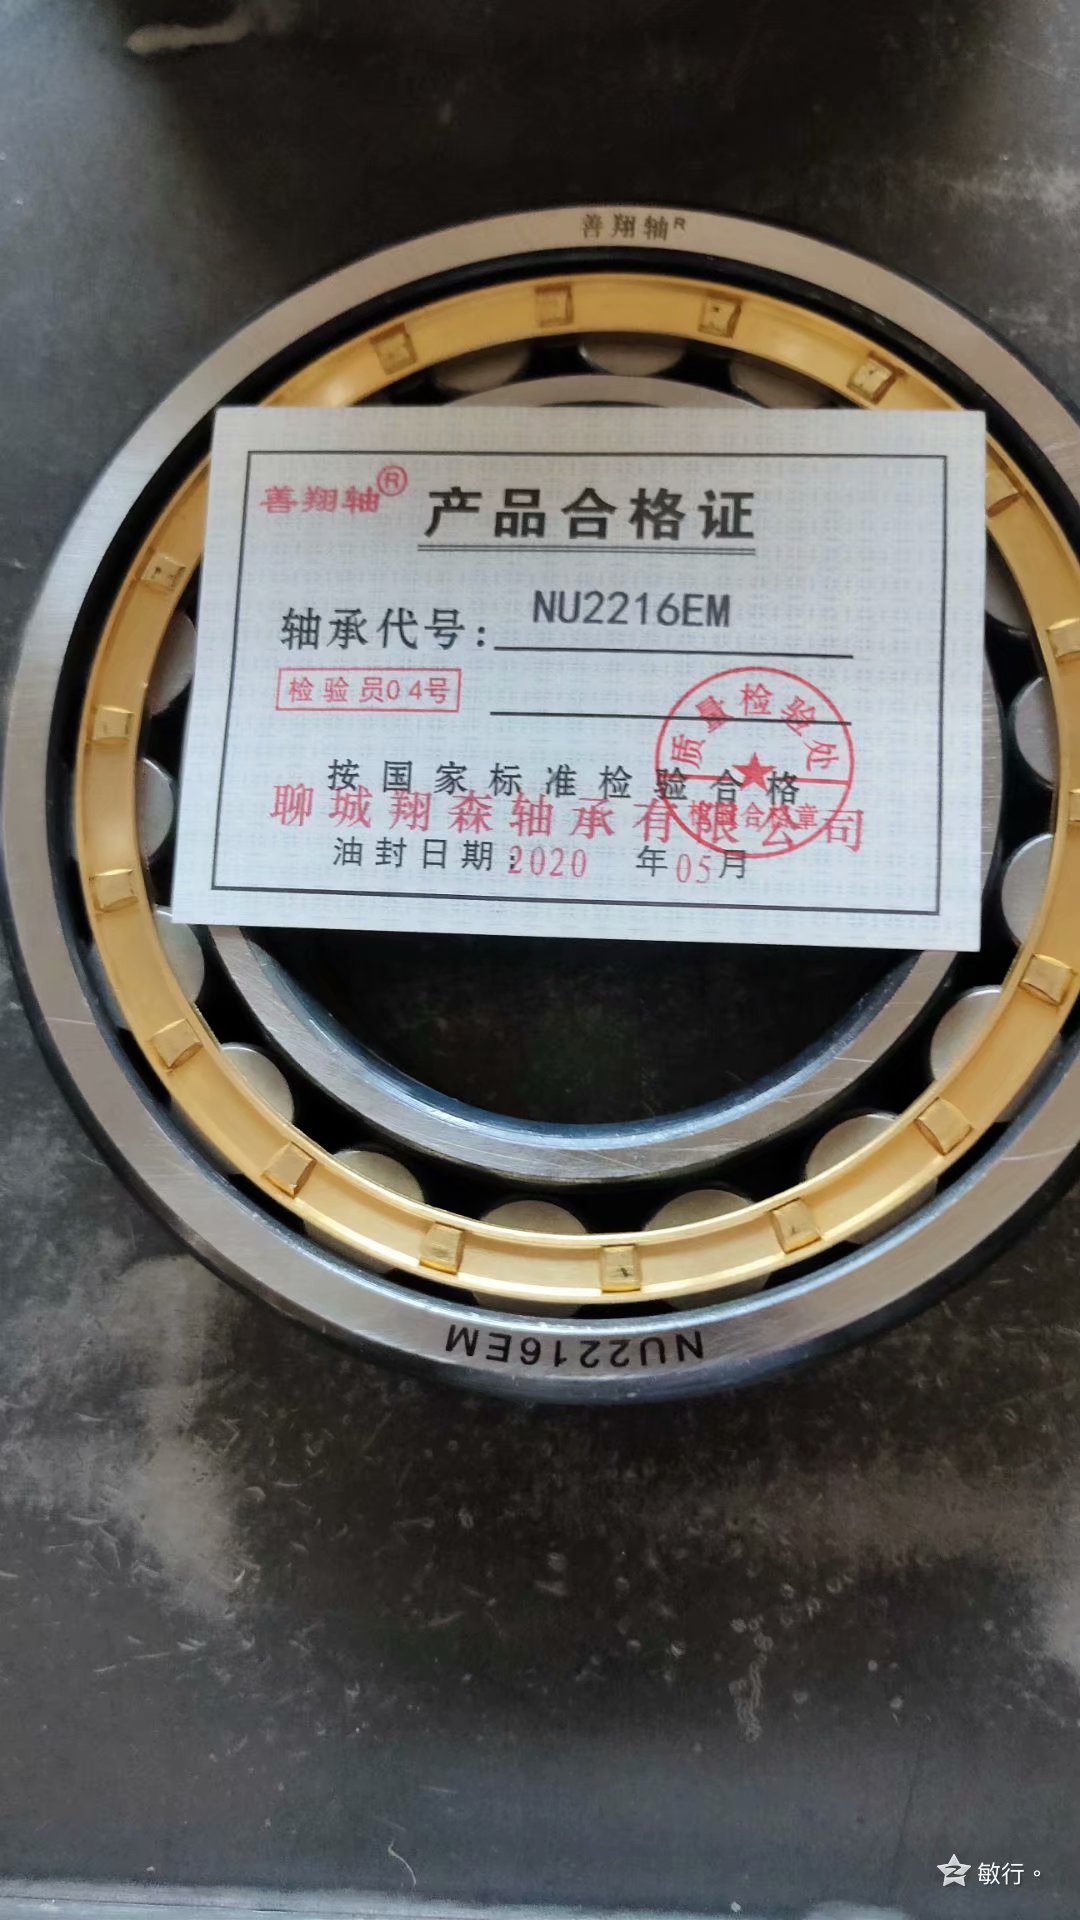 善翔轴R
善翔轴®
产品合格证
轴承代号: NU2216EM
检验员04号
质量检验处
按国家标准检验合格
聊城翔森轴承有限公司
油封日期: 2020 年 05 月
NU2216EM
敏行。